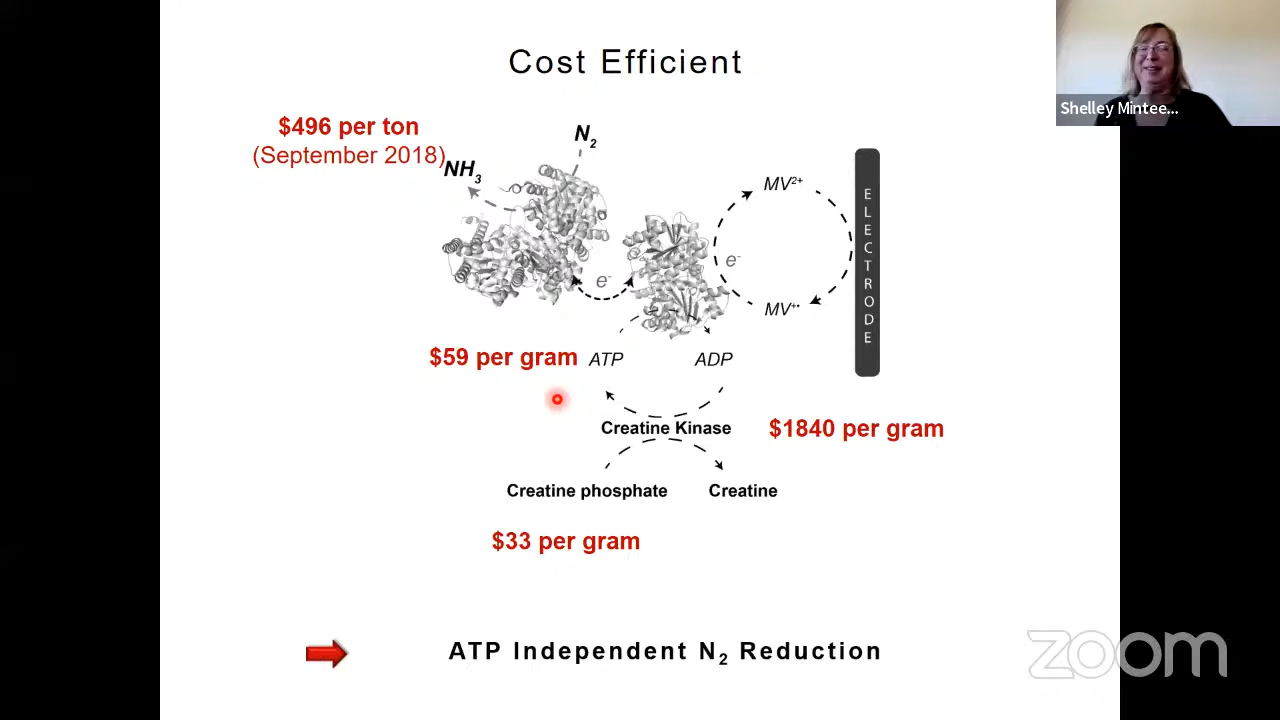 Cost Efficient
Shelley Mintee...
$496 per ton
(September 2018)
N2
NH3
MV2+
ELECTRODE
e-
e-
MV+•
$59 per gram
ATP
ADP
Creatine Kinase
$1840 per gram
Creatine phosphate
Creatine
$33 per gram
ATP Independent N2 Reduction
zoom